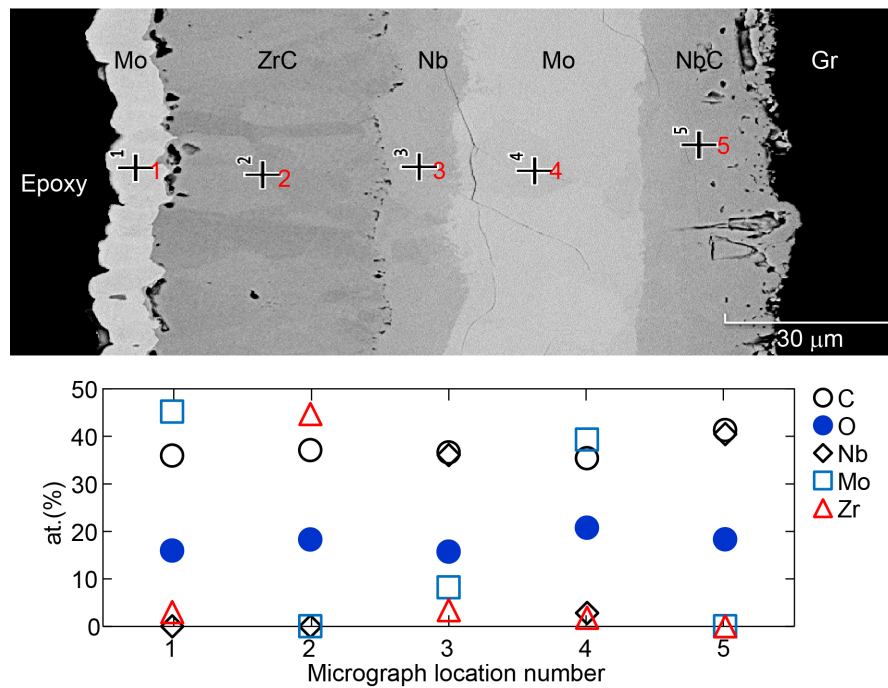 Mo ZrC Nb Mo NbC Gr
1 2 3 4 5
1 2 3 4 5
Epoxy
30 μm
50
40
30
20
10
0
at.(%)
1 2 3 4 5
Micrograph location number
C
O
Nb
Mo
Zr